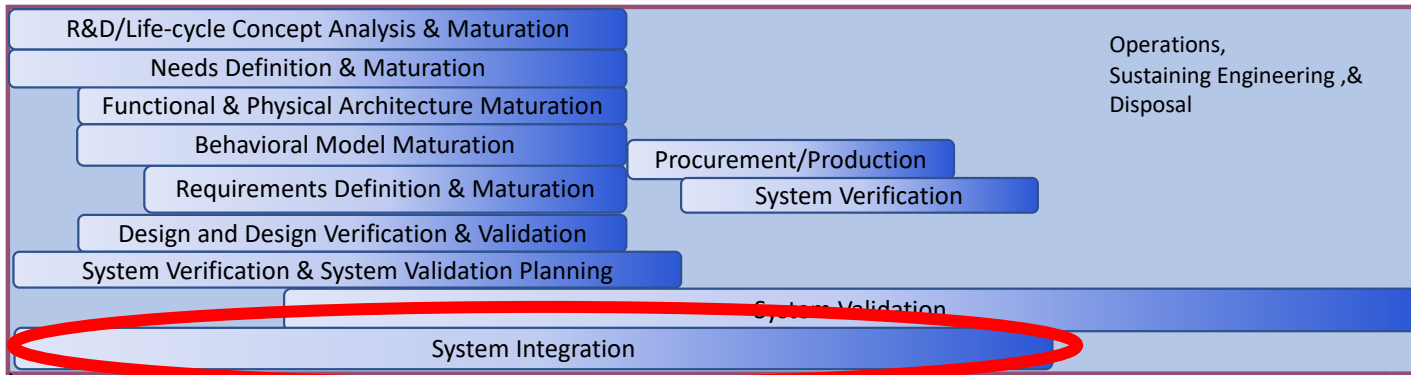 R&D/Life-cycle Concept Analysis & Maturation
Needs Definition & Maturation
Functional & Physical Architecture Maturation
Behavioral Model Maturation
Requirements Definition & Maturation
Design and Design Verification & Validation
System Verification & System Validation Planning
Procurement/Production
System Verification
System Validation
System Integration
Operations,
Sustaining Engineering ,&
Disposal